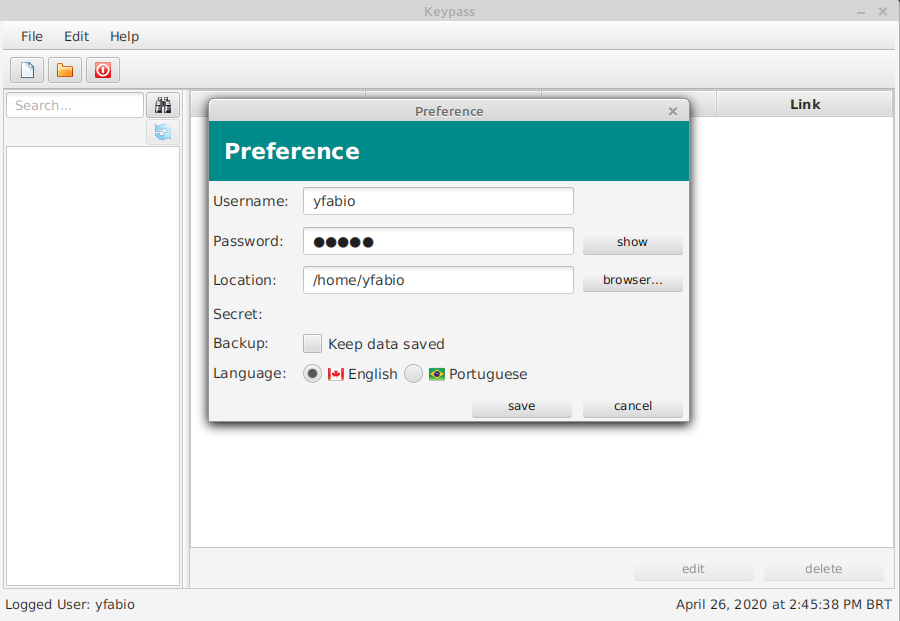 Keypass
File Edit Help
Search...
Link
Preference
Preference
Username: yfabio
Password: ●●●●● show
Location: /home/yfabio browser...
Secret:
Backup: Keep data saved
Language: English Portuguese
save cancel
edit delete
Logged User: yfabio April 26, 2020 at 2:45:38 PM BRT